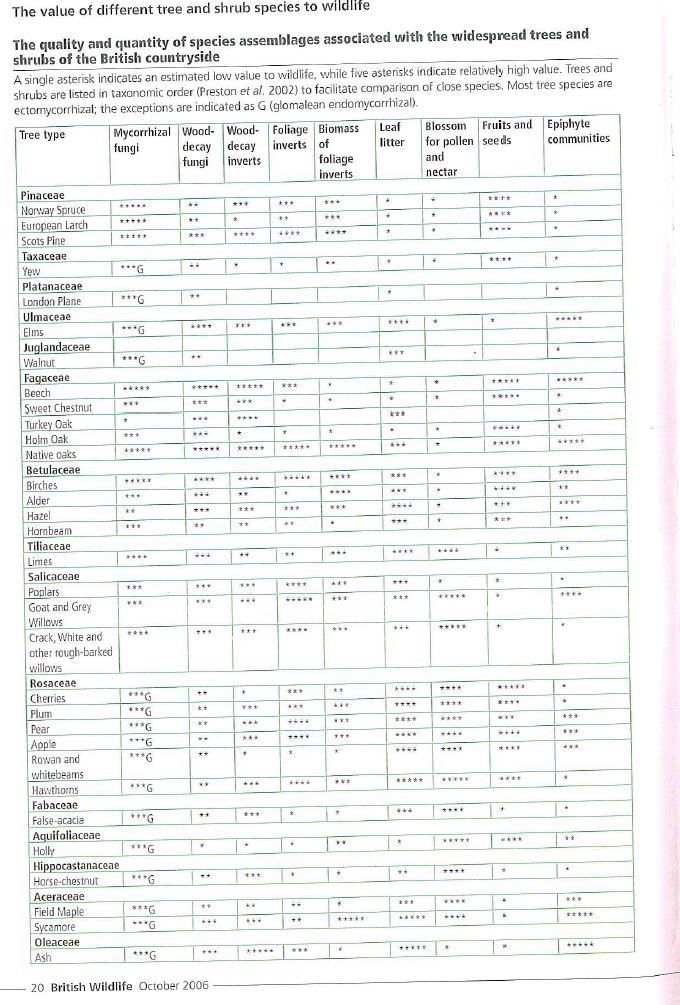 The value of different tree and shrub species to wildlife
The quality and quantity of species assemblages associated with the widespread trees and
shrubs of the British countryside
A single asterisk indicates an estimated low value to wildlife, while five asterisks indicate relatively high value. Trees and
shrubs are listed in taxonomic order (Preston et al. 2002) to facilitate comparison of close species. Most tree species are
ectomycorrhizal; the exceptions are indicated as G (glomalean endomycorrhizal).
Tree type Mycorrhizal Wood- Wood- Foliage Biomass Leaf Blossom Fruits and Epiphyte
fungi decay decay inverts of litter for pollen seeds communities
fungi inverts foliage and
inverts nectar
Pinaceae
Norway Spruce ***** ** *** *** *** * * **** *
European Larch ***** ** * ** *** * * **** *
Scots Pine ***** *** **** **** **** * * **** *
Taxaceae
Yew ***G ** * * ** * * **** *
Platanaceae
London Plane ***G ** * *
Ulmaceae
Elms ***G **** *** *** *** **** * * *****
Juglandaceae
Walnut ***G ** *** *
Fagaceae
Beech ***** ***** ***** *** * * * ***** *****
Sweet Chestnut *** *** *** * * * * ***** *
Turkey Oak * *** **** *** *
Holm Oak *** *** * * * * * ***** *
Native oaks ***** ***** ***** ***** ***** *** * ***** *****
Betulaceae
Birches ***** **** **** ***** **** *** * **** ****
Alder *** *** ** * **** *** * **** **
Hazel ** *** *** *** *** **** * *** ****
Hornbeam *** ** ** ** * *** * *** **
Tiliaceae
Limes **** *** ** ** *** **** **** * **
Salicaceae
Poplars *** *** *** **** *** *** * * *
Goat and Grey *** *** *** ***** *** *** ***** * ****
Willows
Crack, White and **** *** *** **** *** *** ***** * *
other rough-barked
willows
Rosaceae
Cherries ***G ** * *** ** **** **** ***** *
Plum ***G ** *** *** *** **** **** **** *
Pear ***G ** *** **** *** **** **** *** ***
Apple ***G ** *** **** *** **** **** **** ***
Rowan and ***G ** * * * **** **** **** ***
whitebeams
Hawthorns ***G ** *** **** *** ***** ***** **** *
Fabaceae
False-acacia ***G ** *** * * *** **** * *
Aquifoliaceae
Holly ***G * * * ** * ***** **** **
Hippocastanaceae
Horse-chestnut ***G ** *** * * ** **** * *
Aceraceae
Field Maple ***G ** ** ** * *** **** * ***
Sycamore ***G *** *** ** ***** ***** **** * *****
Oleaceae
Ash ***G *** ***** *** * ***** * * *****
20 British Wildlife October 2006